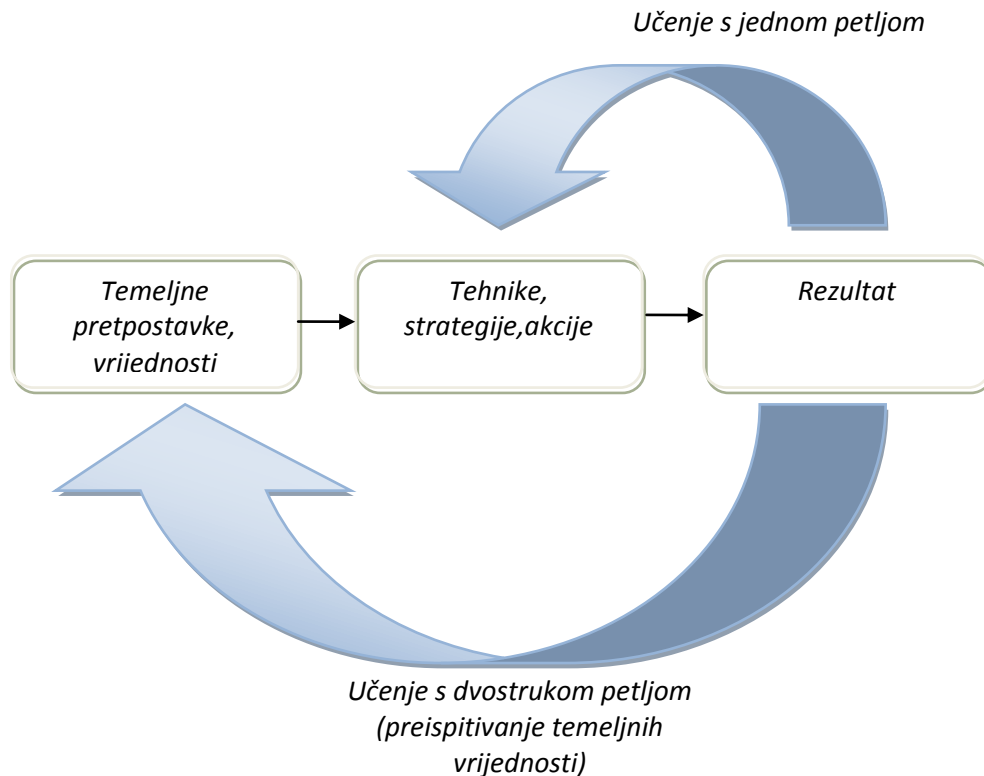 Učenje s jednom petljom
Temeljne
pretpostavke,
vriiednosti
Tehnike,
strategije,akcije
Rezultat
Učenje s dvostrukom petljom
(preispitivanje temeljnih
vrijednosti)